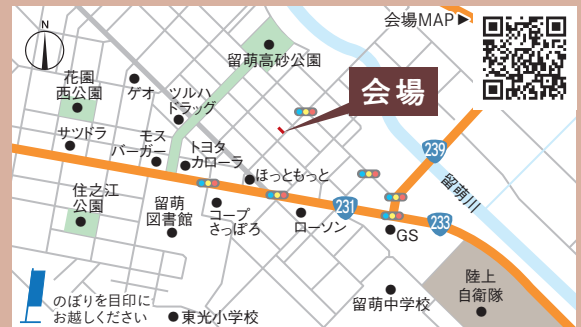 会場MAP▶
N
留萌高砂公園
花園
西公園
ゲオ
ツルハ
ドラッグ
会場
サツドラ
モス
バーガー
トヨタ
カローラ
ほっともっと
239
留萌川
住之江
公園
留萌
図書館
コープ
さっぽろ
ローソン
231
233
GS
陸上
自衛隊
のぼりを目印に
お越しください
東光小学校
留萌中学校